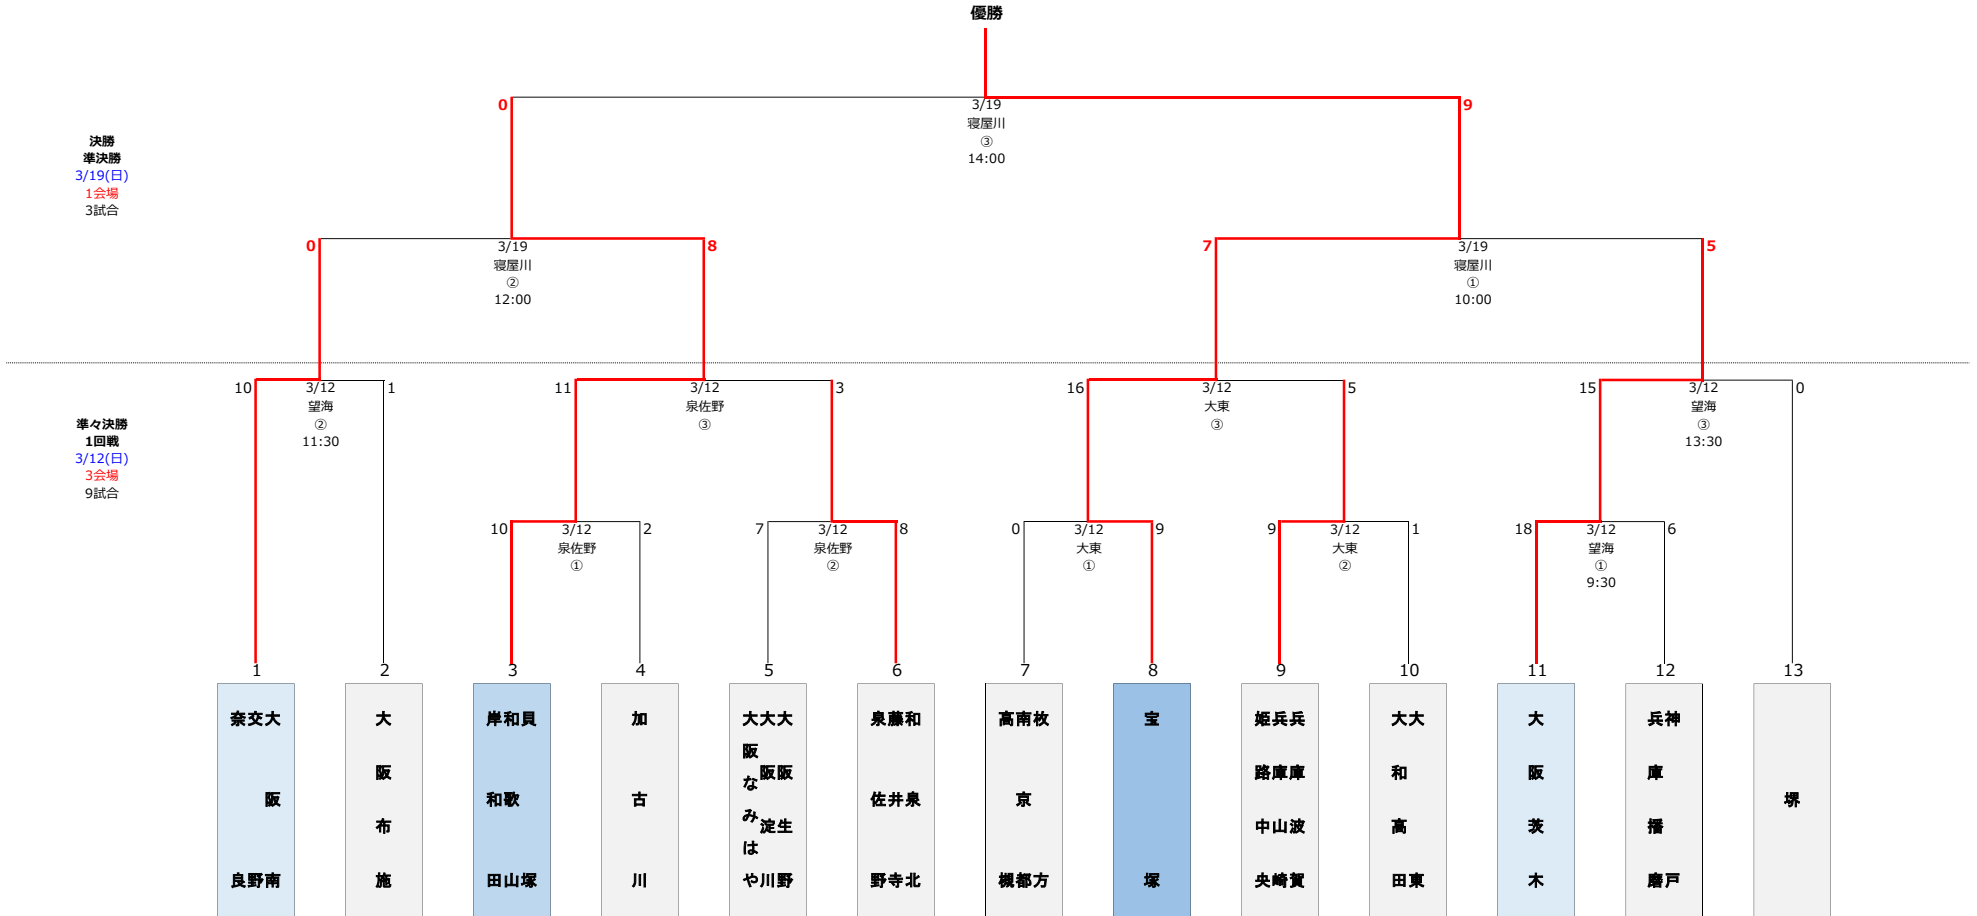 優勝
0
9
3/19
寝屋川
③
14:00
決勝
準決勝
3/19(日)
1会場
3試合
0
8
7
5
3/19
寝屋川
②
12:00
3/19
寝屋川
①
10:00
10
1
11
3
16
5
15
0
3/12
望海
②
11:30
3/12
泉佐野
③
3/12
大東
③
3/12
望海
③
13:30
準々決勝
1回戦
3/12(日)
3会場
9試合
10
2
7
8
0
9
9
1
18
6
3/12
泉佐野
①
3/12
泉佐野
②
3/12
大東
①
3/12
大東
②
3/12
望海
①
9:30
1
2
3
4
5
6
7
8
9
10
11
12
13
大阪南
交野
奈良
大阪布施
貝塚
和歌山
岸和田
加古川
大阪生野
大阪淀川
大阪なみはや
和泉北
藤井寺
泉佐野
枚方
南京都
高槻
宝塚
兵庫波賀
兵庫山崎
姫路中央
大東
大和高田
大阪茨木
神戸
兵庫播磨
堺